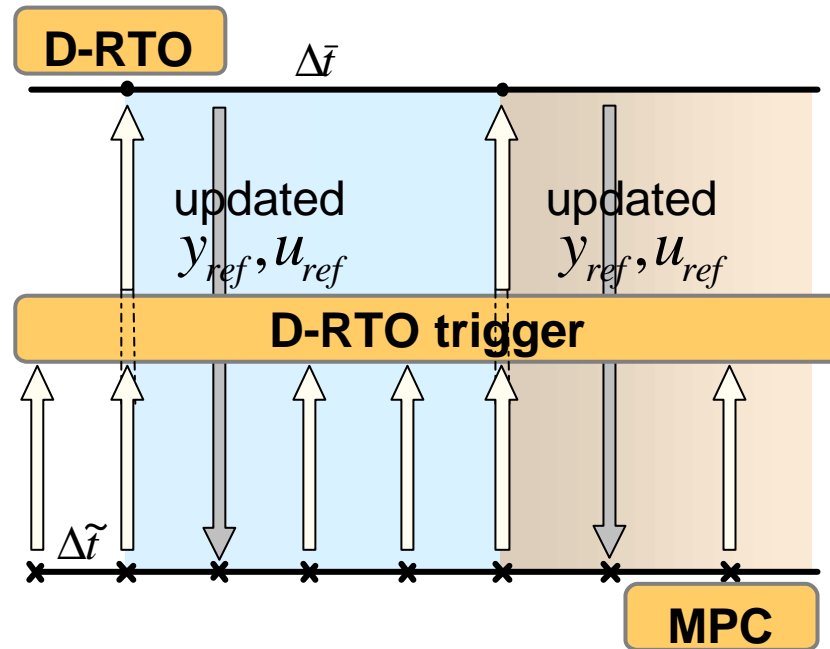 D-RTO
Δt̄
updated updated
y_ref, u_ref y_ref, u_ref
D-RTO trigger
Δt̃
MPC